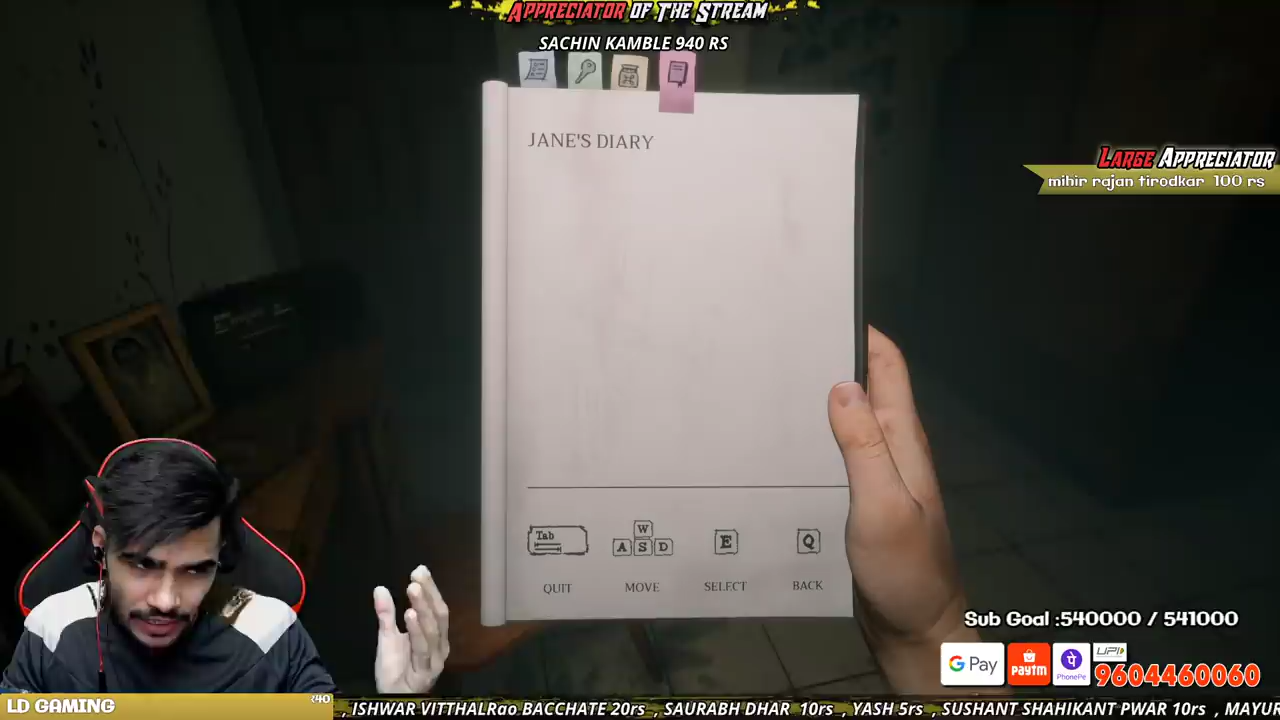 APPRECIATOR OF THE STREAM
SACHIN KAMBLE 940 RS
JANE'S DIARY
LARGE APPRECIATOR
mihir rajan tirodkar 100 rs
Tab
W
A S D
E
Q
QUIT
MOVE
SELECT
BACK
Sub Goal :540000 / 541000
G Pay
paytm
PhonePe
UPI
9604460060
LD GAMING
₹40
, ISHWAR VITTHALRao BACCHATE 20rs , SAURABH DHAR 10rs , YASH 5rs , SUSHANT SHAHIKANT PWAR 10rs , MAYUR